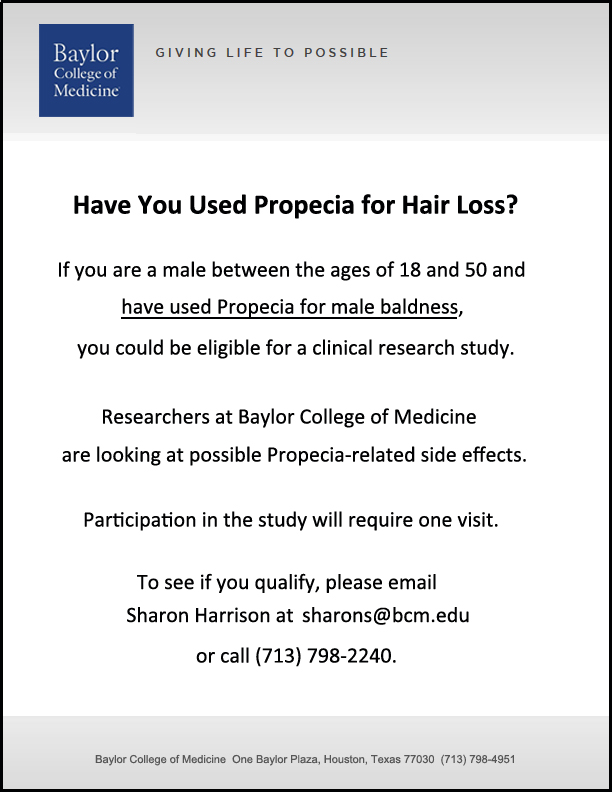 Baylor
College of
Medicine
GIVING LIFE TO POSSIBLE
Have You Used Propecia for Hair Loss?
If you are a male between the ages of 18 and 50 and
have used Propecia for male baldness,
you could be eligible for a clinical research study.
Researchers at Baylor College of Medicine
are looking at possible Propecia-related side effects.
Participation in the study will require one visit.
To see if you qualify, please email
Sharon Harrison at sharons@bcm.edu
or call (713) 798-2240.
Baylor College of Medicine One Baylor Plaza, Houston, Texas 77030 (713) 798-4951